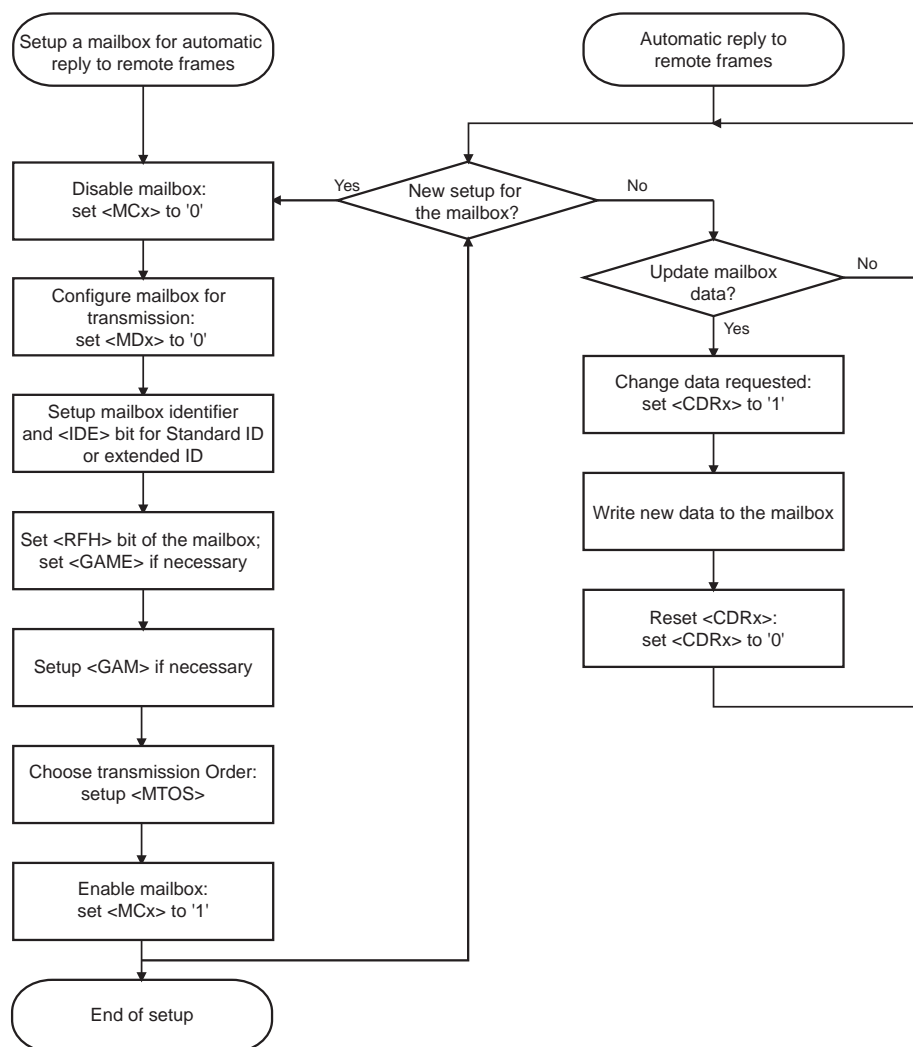 Setup a mailbox for automatic
reply to remote frames
Disable mailbox:
set <MCx> to '0'
Configure mailbox for
transmission:
set <MDx> to '0'
Setup mailbox identifier
and <IDE> bit for Standard ID
or extended ID
Set <RFH> bit of the mailbox;
set <GAME> if necessary
Setup <GAM> if necessary
Choose transmission Order:
setup <MTOS>
Enable mailbox:
set <MCx> to '1'
End of setup
Automatic reply to
remote frames
Yes
New setup for
the mailbox?
No
Update mailbox
data?
No
Yes
Change data requested:
set <CDRx> to '1'
Write new data to the mailbox
Reset <CDRx>:
set <CDRx> to '0'